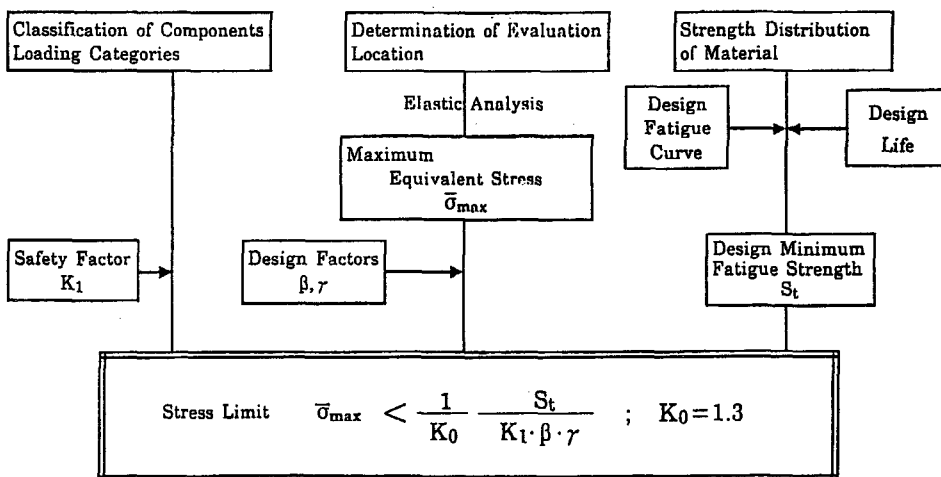 Classification of Components
Loading Categories
Determination of Evaluation
Location
Strength Distribution
of Material
Elastic Analysis
Design
Fatigue
Curve
Design
Life
Maximum
Equivalent Stress
σ̅max
Safety Factor
K1
Design Factors
β, γ
Design Minimum
Fatigue Strength
St
Stress Limit σ̅max < 1/K0 St/K1·β·γ ; K0=1.3